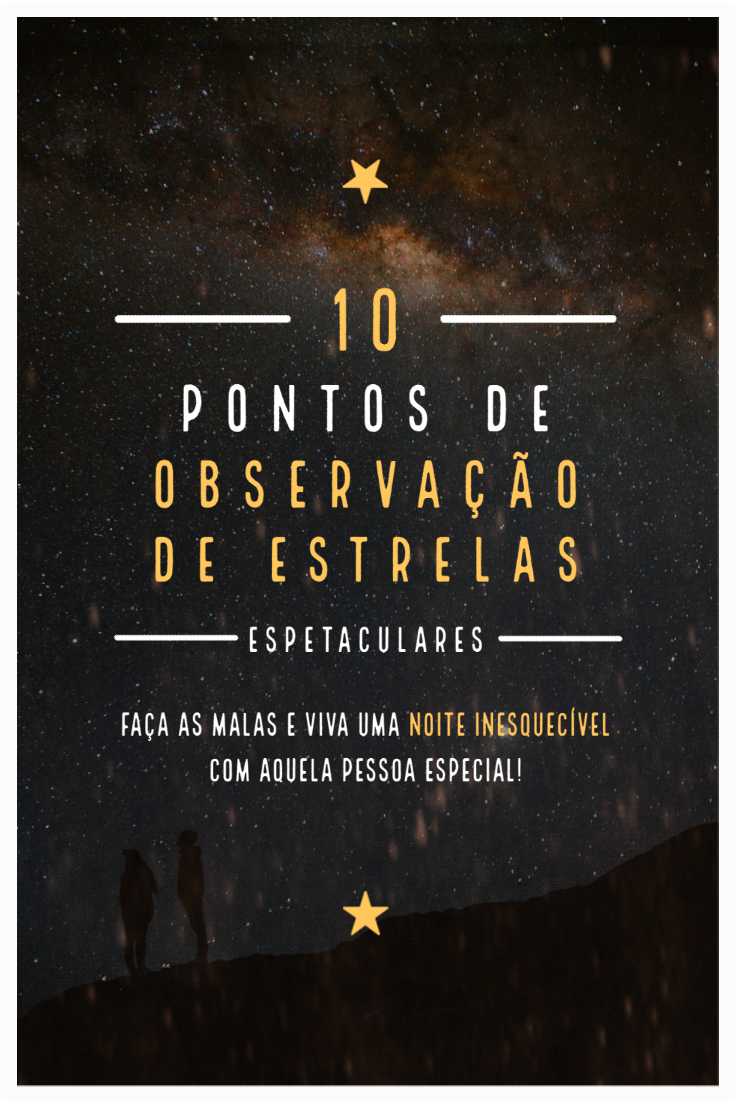 10
PONTOS DE
OBSERVAÇÃO
DE ESTRELAS
ESPETACULARES
FAÇA AS MALAS E VIVA UMA NOITE INESQUECÍVEL
COM AQUELA PESSOA ESPECIAL!